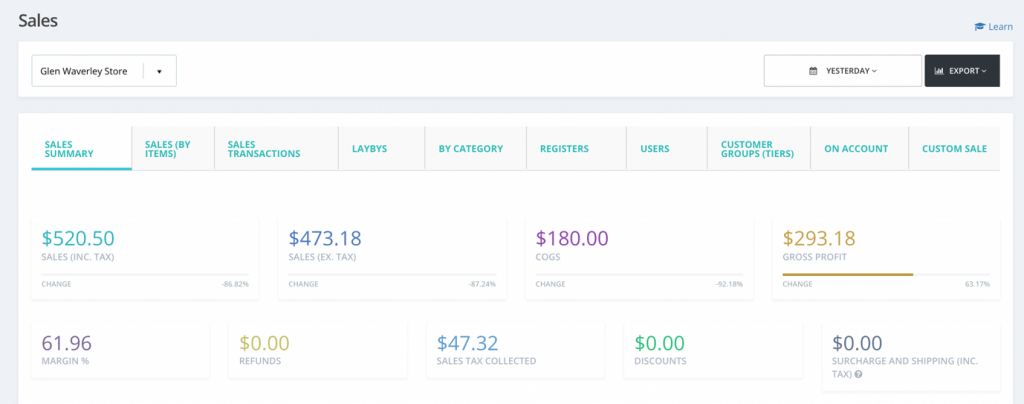 Sales
Learn
Glen Waverley Store
YESTERDAY
EXPORT
SALES SUMMARY
SALES (BY ITEMS)
SALES TRANSACTIONS
LAYBYS
BY CATEGORY
REGISTERS
USERS
CUSTOMER GROUPS (TIERS)
ON ACCOUNT
CUSTOM SALE
$520.50
SALES (INC. TAX)
CHANGE -86.82%
$473.18
SALES (EX. TAX)
CHANGE -87.24%
$180.00
COGS
CHANGE -92.18%
$293.18
GROSS PROFIT
CHANGE 63.17%
61.96
MARGIN %
$0.00
REFUNDS
$47.32
SALES TAX COLLECTED
$0.00
DISCOUNTS
$0.00
SURCHARGE AND SHIPPING (INC.
TAX)